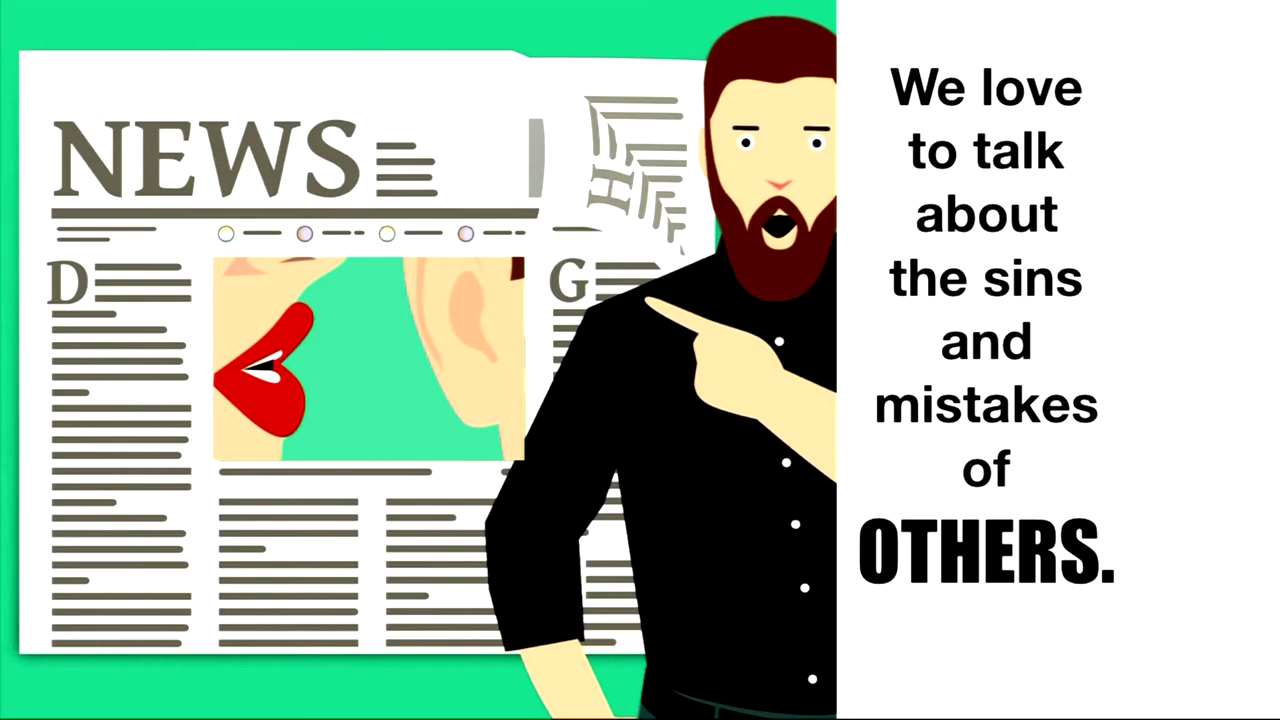 NEWS
H
D
G
We love
to talk
about
the sins
and
mistakes
of
OTHERS.